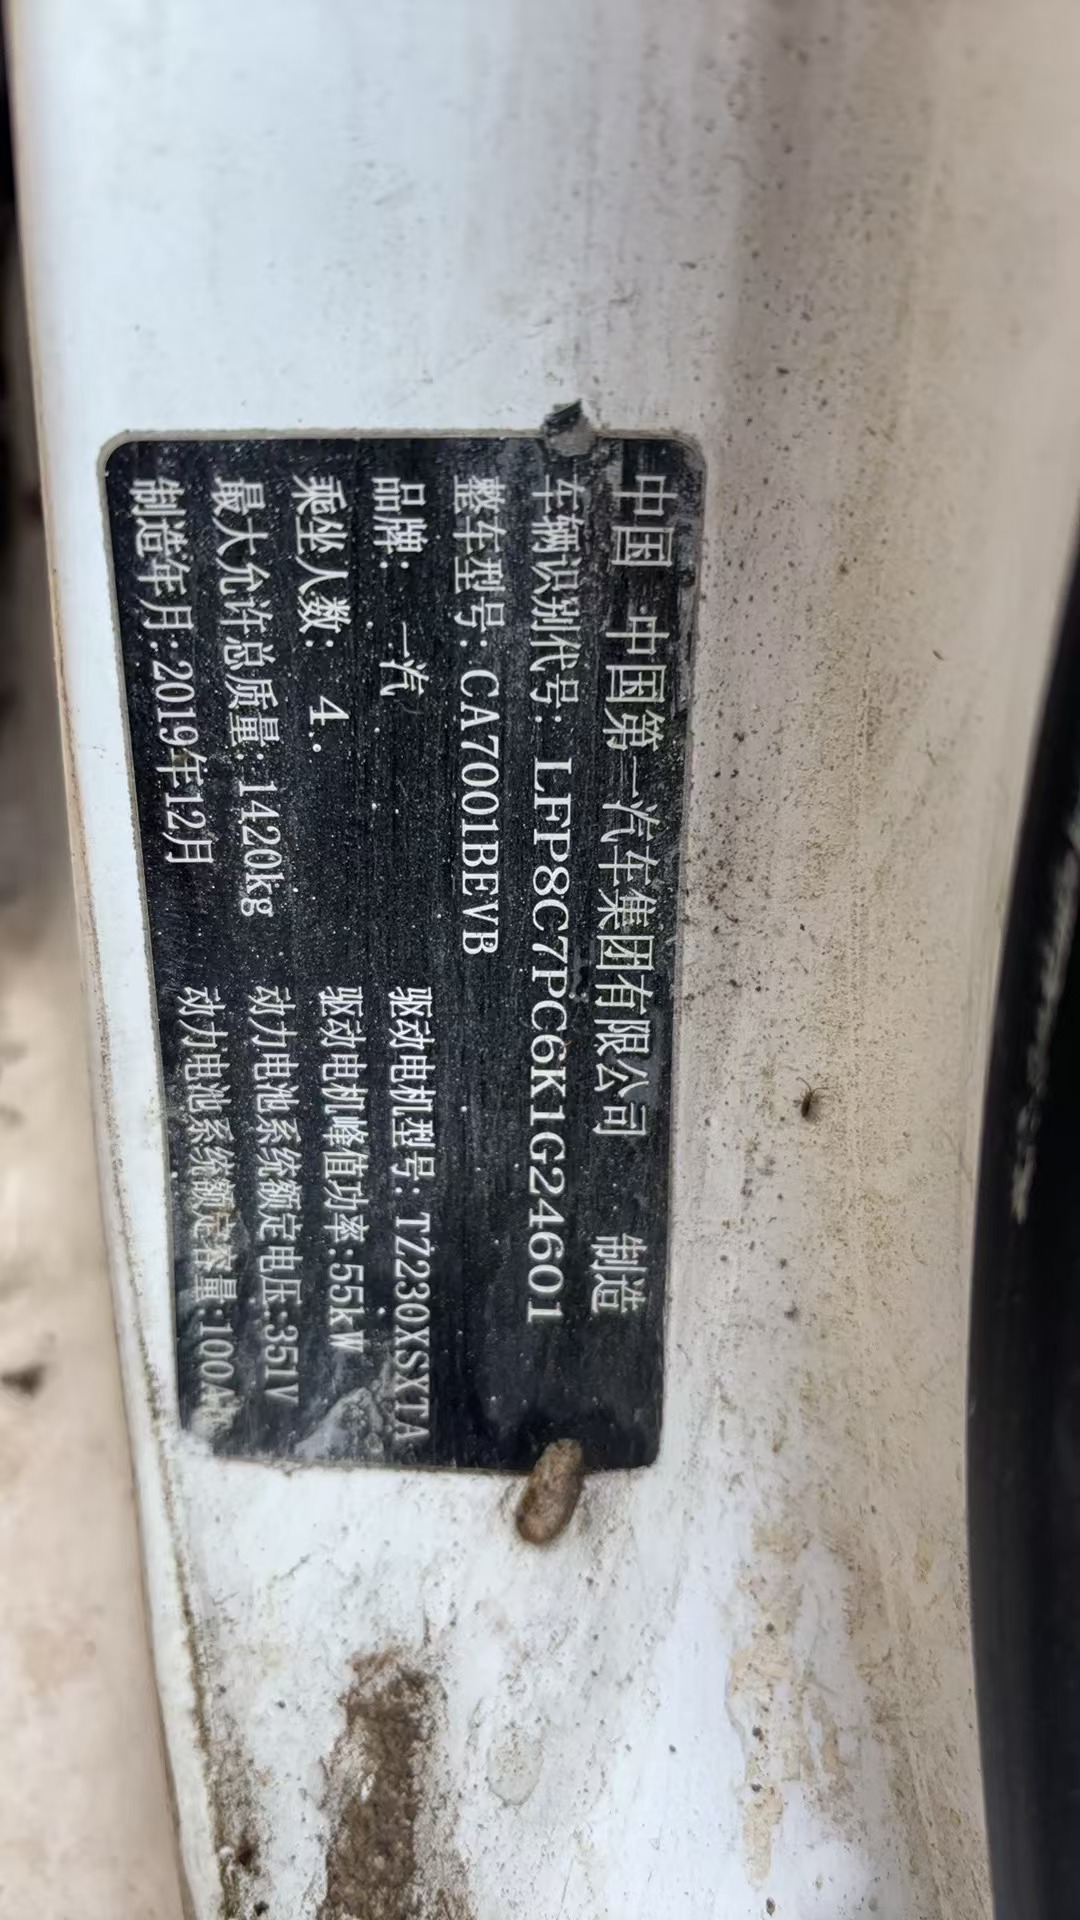 中国 中国第一汽车集团有限公司 制造
车辆识别代号: LFP8C7PC6K1G24601
整车型号: CA7001BEVB
品牌: 一汽 驱动电机型号: TZ230XSXTA
乘坐人数: 4 驱动电机峰值功率:55kW
最大允许总质量: 1420kg 动力电池系统额定电压:351V
制造年月:2019年12月 动力电池系统额定容量:100A